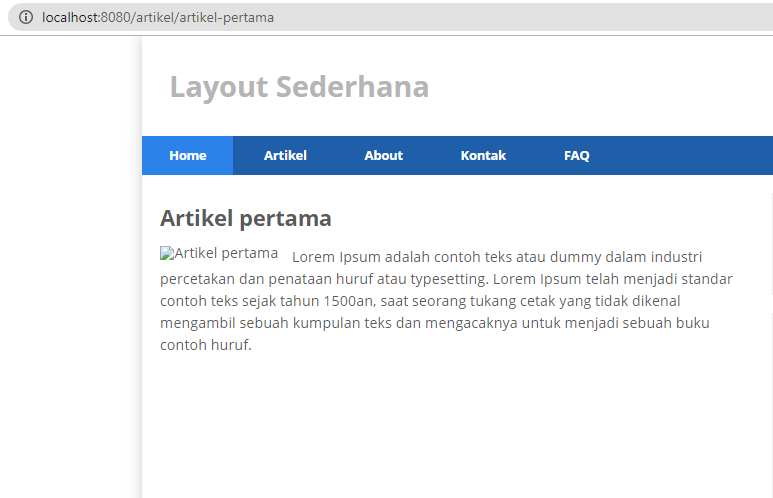 localhost:8080/artikel/artikel-pertama
Layout Sederhana
Home Artikel About Kontak FAQ
Artikel pertama
Artikel pertama Lorem Ipsum adalah contoh teks atau dummy dalam industri
percetakan dan penataan huruf atau typesetting. Lorem Ipsum telah menjadi standar
contoh teks sejak tahun 1500an, saat seorang tukang cetak yang tidak dikenal
mengambil sebuah kumpulan teks dan mengacaknya untuk menjadi sebuah buku
contoh huruf.